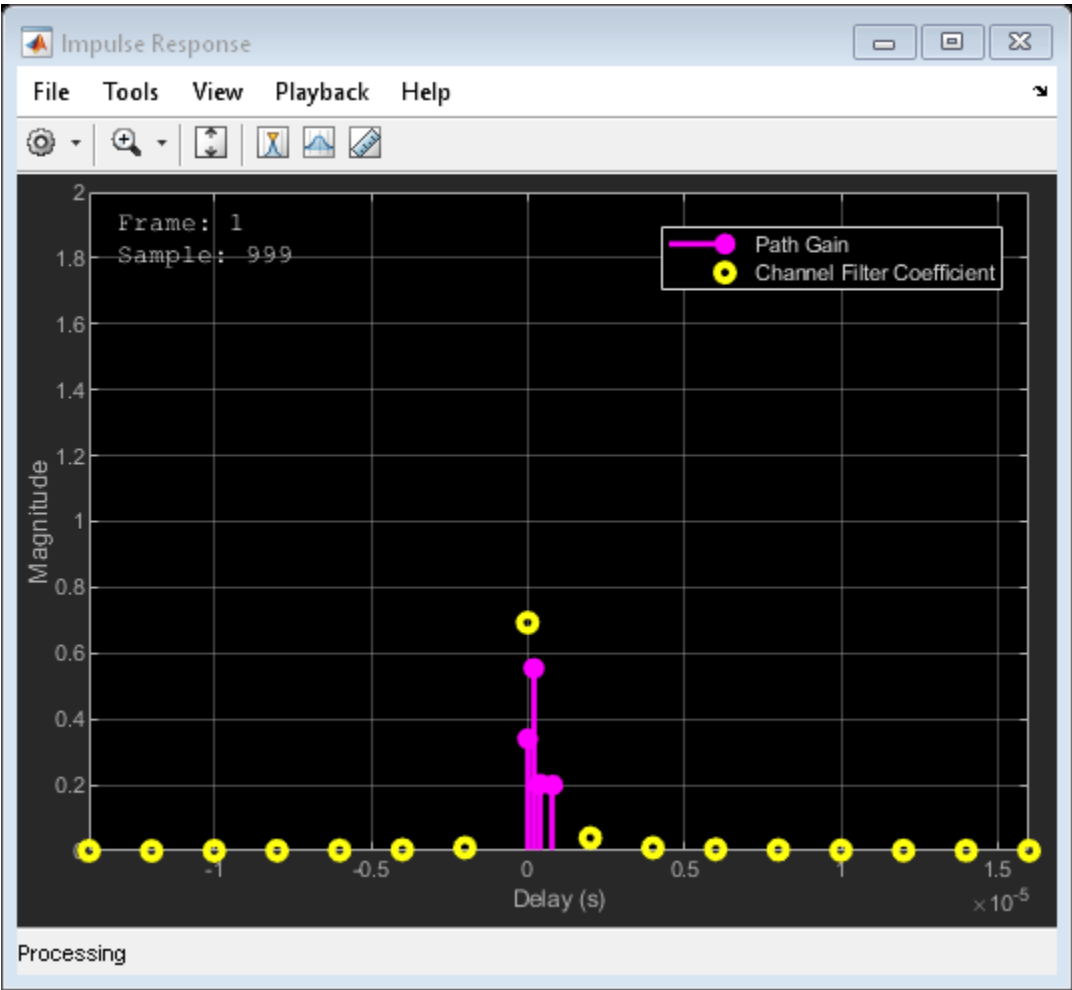 Impulse Response
File Tools View Playback Help
2
Frame: 1
Sample: 999
Path Gain
Channel Filter Coefficient
1.8
1.6
1.4
1.2
1
0.8
0.6
0.4
0.2
0
Magnitude
-1 -0.5 0 0.5 1 1.5
Delay (s)
×10⁻⁵
Processing